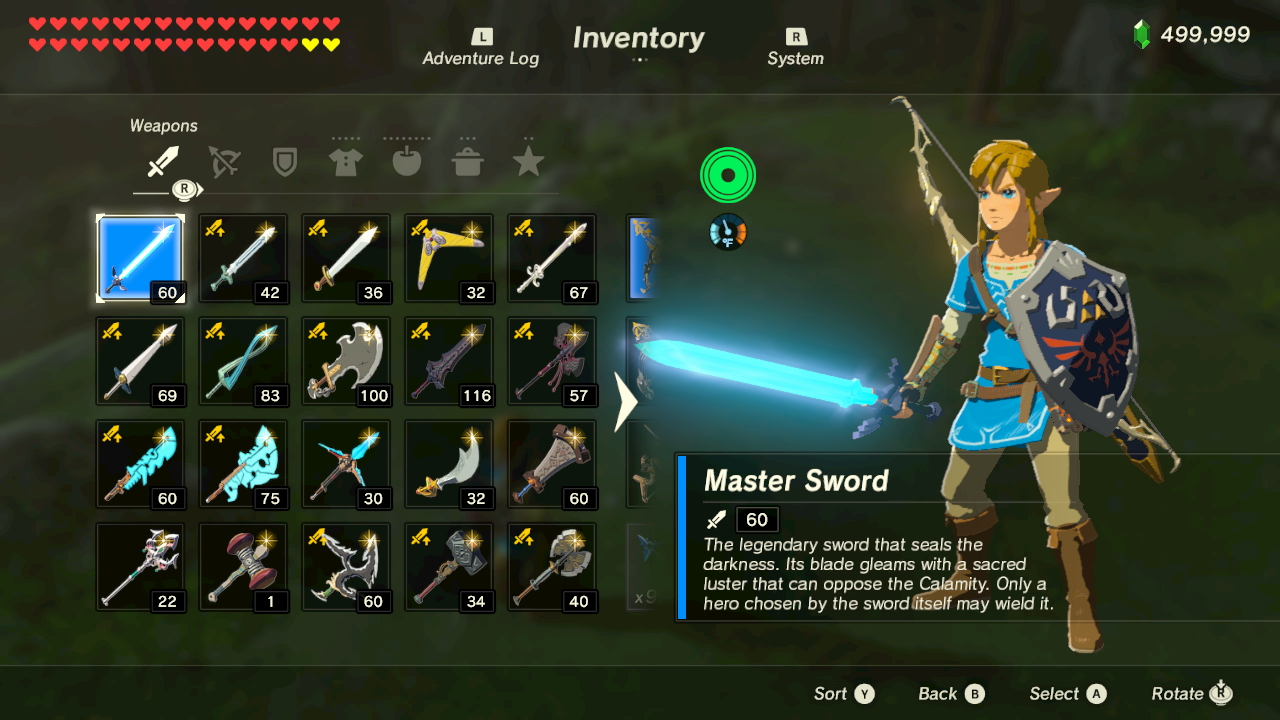 L
Adventure Log
Inventory
R
System
499,999
Weapons
R
60
42
36
32
67
69
83
100
116
57
60
75
30
32
60
22
1
60
34
40
x9
°F
Master Sword
60
The legendary sword that seals the
darkness. Its blade gleams with a sacred
luster that can oppose the Calamity. Only a
hero chosen by the sword itself may wield it.
Sort Y
Back B
Select A
Rotate R